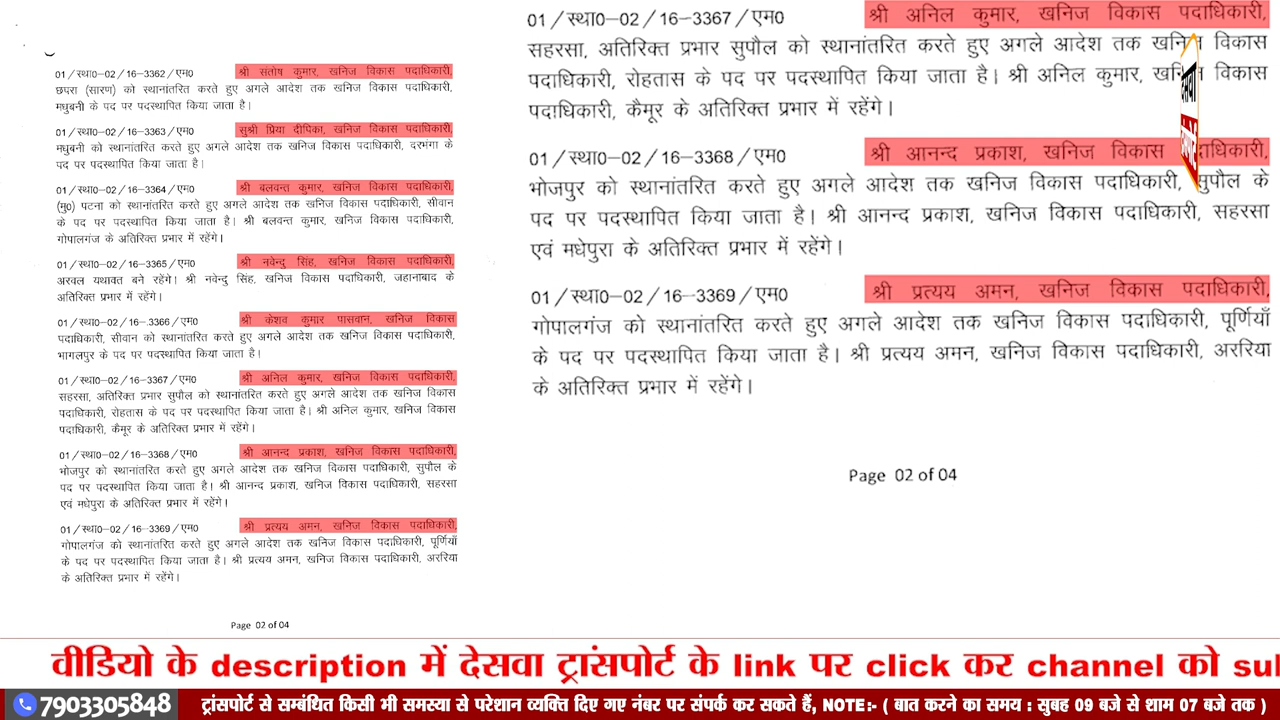 01/स्था0-02/16-3362/एम0 श्री संतोष कुमार, खनिज विकास पदाधिकारी,
छपरा (सारण) को स्थानांतरित करते हुए अगले आदेश तक खनिज विकास पदाधिकारी,
मधुबनी के पद पर पदस्थापित किया जाता है।
01/स्था0-02/16-3363/एम0 सुश्री प्रिया दीपिका, खनिज विकास पदाधिकारी,
मधुबनी को स्थानांतरित करते हुए अगले आदेश तक खनिज विकास पदाधिकारी, दरभंगा के
पद पर पदस्थापित किया जाता है।
01/स्था0-02/16-3364/एम0 श्री बलवन्त कुमार, खनिज विकास पदाधिकारी,
(मु0) पटना को स्थानांतरित करते हुए अगले आदेश तक खनिज विकास पदाधिकारी, सीवान
के पद पर पदस्थापित किया जाता है। श्री बलवन्त कुमार, खनिज विकास पदाधिकारी,
गोपालगंज के अतिरिक्त प्रभार में रहेंगे।
01/स्था0-02/16-3365/एम0 श्री नवेन्दु सिंह, खनिज विकास पदाधिकारी,
अरवल यथावत बने रहेंगे। श्री नवेन्दु सिंह, खनिज विकास पदाधिकारी, जहानाबाद के
अतिरिक्त प्रभार में रहेंगे।
01/स्था0-02/16-.3366/एम0 श्री केशव कुमार पासवान, खनिज विकास
पदाधिकारी, सीवान को स्थानांतरित करते हुए अगले आदेश तक खनिज विकास पदाधिकारी,
भागलपुर के पद पर पदस्थापित किया जाता है।
01/स्था0-02/16-3367/एम0 श्री अनिल कुमार, खनिज विकास पदाधिकारी,
सहरसा, अतिरिक्त प्रभार सुपौल को स्थानांतरित करते हुए अगले आदेश तक खनिज विकास
पदाधिकारी, रोहतास के पद पर पदस्थापित किया जाता है। श्री अनिल कुमार, खनिज विकास
पदाधिकारी, कैमूर के अतिरिक्त प्रभार में रहेंगे।
01/स्था0-02/16-3368/एम0 श्री आनन्द प्रकाश, खनिज विकास पदाधिकारी,
भोजपुर को स्थानांतरित करते हुए अगले आदेश तक खनिज विकास पदाधिकारी, सुपौल के
पद पर पदस्थापित किया जाता है। श्री आनन्द प्रकाश, खनिज विकास पदाधिकारी, सहरसा
एवं मधेपुरा के अतिरिक्त प्रभार में रहेंगे।
01/स्था0-02/16-3369/एम0 श्री प्रत्यय अमन, खनिज विकास पदाधिकारी,
गोपालगंज को स्थानांतरित करते हुए अगले आदेश तक खनिज विकास पदाधिकारी, पूर्णियाँ
के पद पर पदस्थापित किया जाता है। श्री प्रत्यय अमन, खनिज विकास पदाधिकारी, अररिया
के अतिरिक्त प्रभार में रहेंगे।
Page 02 of 04
01/स्था0-02/16-3367/एम0 श्री अनिल कुमार, खनिज विकास पदाधिकारी,
सहरसा, अतिरिक्त प्रभार सुपौल को स्थानांतरित करते हुए अगले आदेश तक खनिज विकास
पदाधिकारी, रोहतास के पद पर पदस्थापित किया जाता है। श्री अनिल कुमार, खनिज विकास
पदाधिकारी, कैमूर के अतिरिक्त प्रभार में रहेंगे।
01/स्था0-02/16-3368/एम0 श्री आनन्द प्रकाश, खनिज विकास पदाधिकारी,
भोजपुर को स्थानांतरित करते हुए अगले आदेश तक खनिज विकास पदाधिकारी, सुपौल के
पद पर पदस्थापित किया जाता है। श्री आनन्द प्रकाश, खनिज विकास पदाधिकारी, सहरसा
एवं मधेपुरा के अतिरिक्त प्रभार में रहेंगे।
01/स्था0-02/16-3369/एम0 श्री प्रत्यय अमन, खनिज विकास पदाधिकारी,
गोपालगंज को स्थानांतरित करते हुए अगले आदेश तक खनिज विकास पदाधिकारी, पूर्णियाँ
के पद पर पदस्थापित किया जाता है। श्री प्रत्यय अमन, खनिज विकास पदाधिकारी, अररिया
के अतिरिक्त प्रभार में रहेंगे।
Page 02 of 04
वीडियो के description में देसवा ट्रांसपोर्ट के link पर click कर channel को su
7903305848 ट्रांसपोर्ट से सम्बंधित किसी भी समस्या से परेशान व्यक्ति दिए गए नंबर पर संपर्क कर सकते हैं, NOTE:- ( बात करने का समय : सुबह 09 बजे से शाम 07 बजे तक )